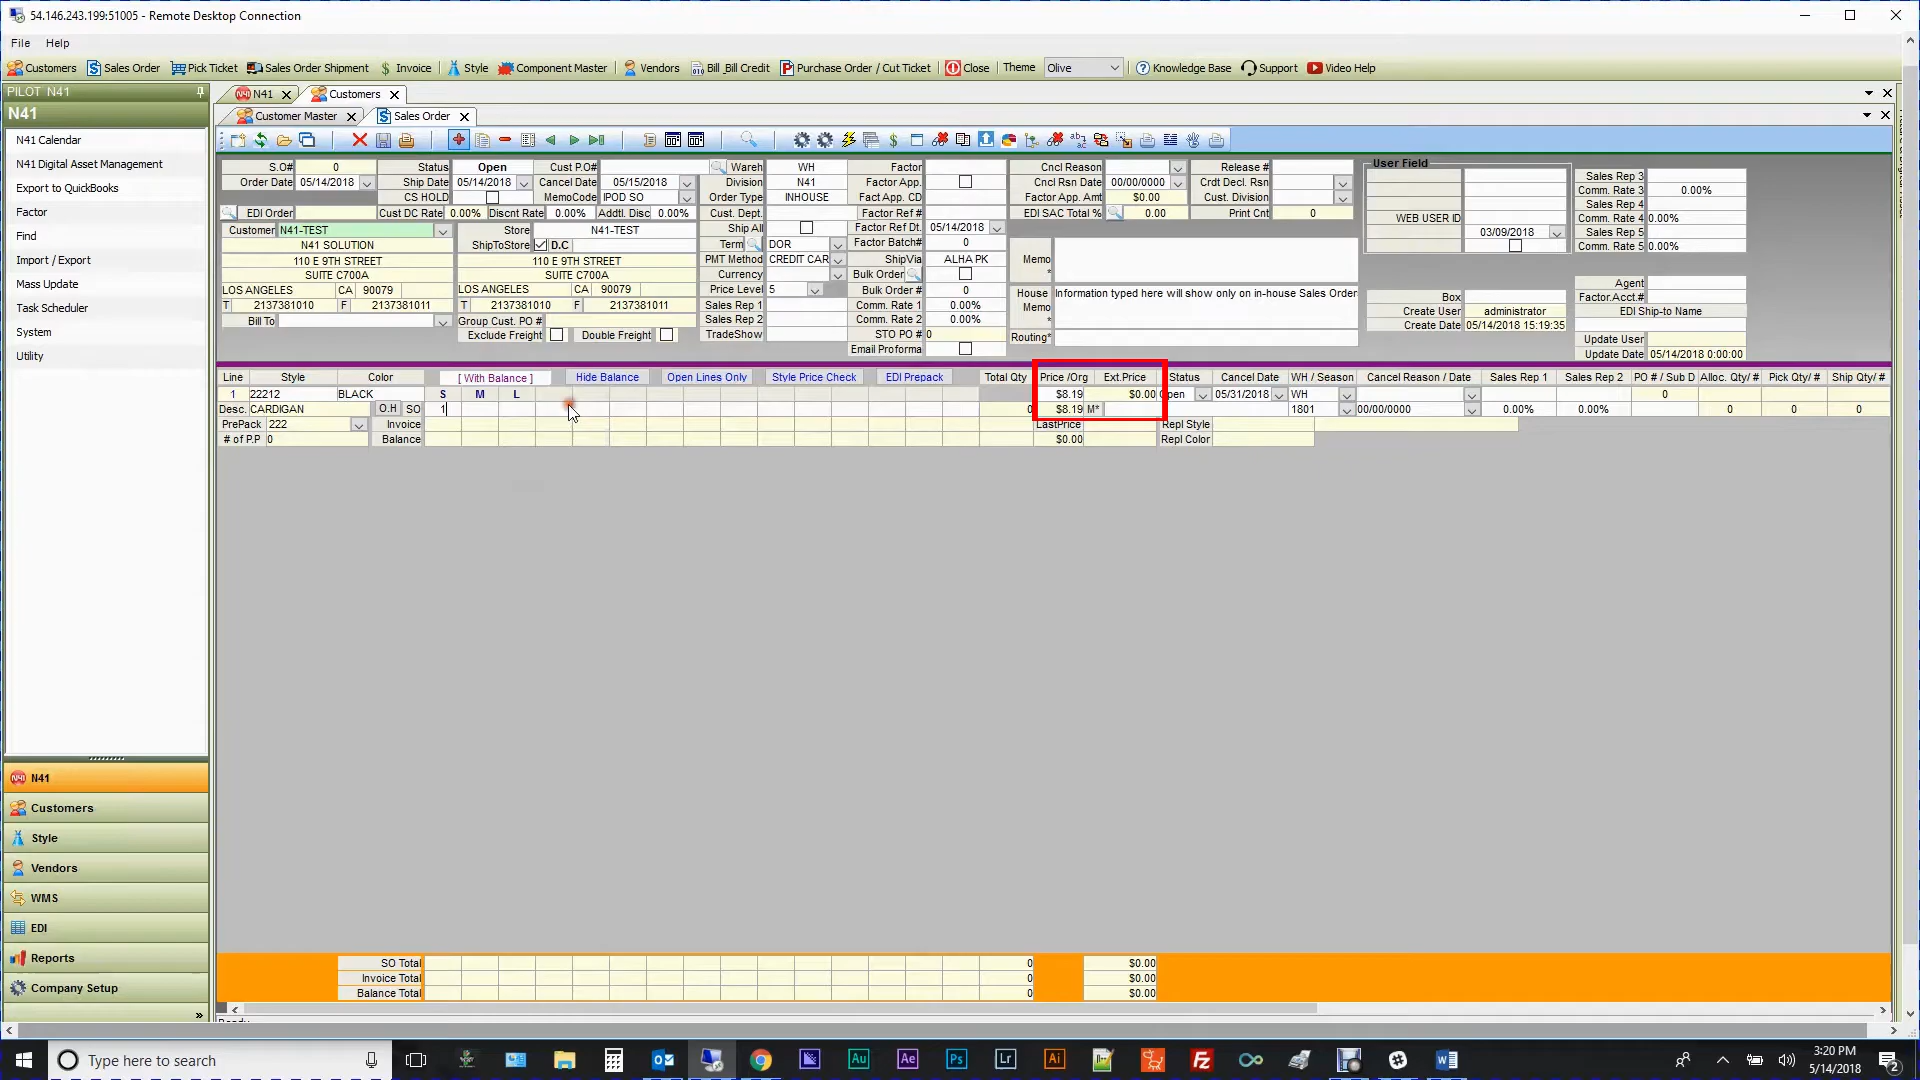 54.146.243.199:51005 - Remote Desktop Connection
File Help
Customers Sales Order Pick Ticket Sales Order Shipment $ Invoice Style Component Master Vendors Bill_Bill Credit Purchase Order / Cut Ticket Close Theme Olive Knowledge Base Support Video Help
PILOT N41
N41 Customers
N41
Customer Master Sales Order
N41 Calendar
N41 Digital Asset Management
Export to QuickBooks
Factor
Find
Import / Export
Mass Update
Task Scheduler
System
Utility
S.O# 0 Status Open Cust P.O# Wareh WH Factor Cncl Reason Release # User Field
Order Date 05/14/2018 Ship Date 05/14/2018 Cancel Date 05/15/2018 Division N41 Factor App. Cncl Rsn Date 00/00/0000 Crdt Decl. Rsn Sales Rep 3
CS HOLD MemoCode IPOD SO Order Type INHOUSE Fact App. CD Factor App. Amt $0.00 Cust. Division Comm. Rate 3 0.00%
EDI Order Cust DC Rate 0.00% Discnt Rate 0.00% Addtl. Disc 0.00% Cust. Dept. Factor Ref # EDI SAC Total % 0.00 Print Cnt 0 Sales Rep 4
WEB USER ID Comm. Rate 4 0.00%
Customer N41-TEST Store N41-TEST Ship All Factor Ref Dt. 05/14/2018 03/09/2018 Sales Rep 5
N41 SOLUTION ShipToStore D.C Term DOR Factor Batch# 0 Comm. Rate 5 0.00%
110 E 9TH STREET 110 E 9TH STREET PMT Method CREDIT CAR ShipVia ALHA PK Memo *
SUITE C700A SUITE C700A Currency Bulk Order
LOS ANGELES CA 90079 LOS ANGELES CA 90079 Price Level 5 Bulk Order # 0 House Memo * Information typed here will show only on in-house Sales Order Agent
T 2137381010 F 2137381011 T 2137381010 F 2137381011 Sales Rep 1 Comm. Rate 1 0.00% Box Factor.Acct.#
Bill To Group Cust. PO # Sales Rep 2 Comm. Rate 2 0.00% Create User administrator EDI Ship-to Name
Exclude Freight Double Freight TradeShow STO PO # 0 Routing* Create Date 05/14/2018 15:19:35 Update User
Email Proforma Update Date 05/14/2018 0:00:00
Line Style Color [ With Balance ] Hide Balance Open Lines Only Style Price Check EDI Prepack Total Qty Price /Org Ext.Price Status Cancel Date WH / Season Cancel Reason / Date Sales Rep 1 Sales Rep 2 PO # / Sub D Alloc. Qty/ # Pick Qty/ # Ship Qty/ #
1 22212 BLACK S M L $8.19 $0.00 Open 05/31/2018 WH 0
Desc. CARDIGAN O.H SO 1 0 $8.19 M* 1801 00/00/0000 0.00% 0.00% 0 0 0
PrePack 222 Invoice LastPrice Repl Style
# of P.P 0 Balance $0.00 Repl Color
N41
Customers
Style
Vendors
WMS
EDI
Reports
Company Setup
»
SO Total 0 $0.00
Invoice Total 0 $0.00
Balance Total 0 $0.00
Type here to search Au Ae Ps Lr Ai Fz 3:20 PM
5/14/2018 2